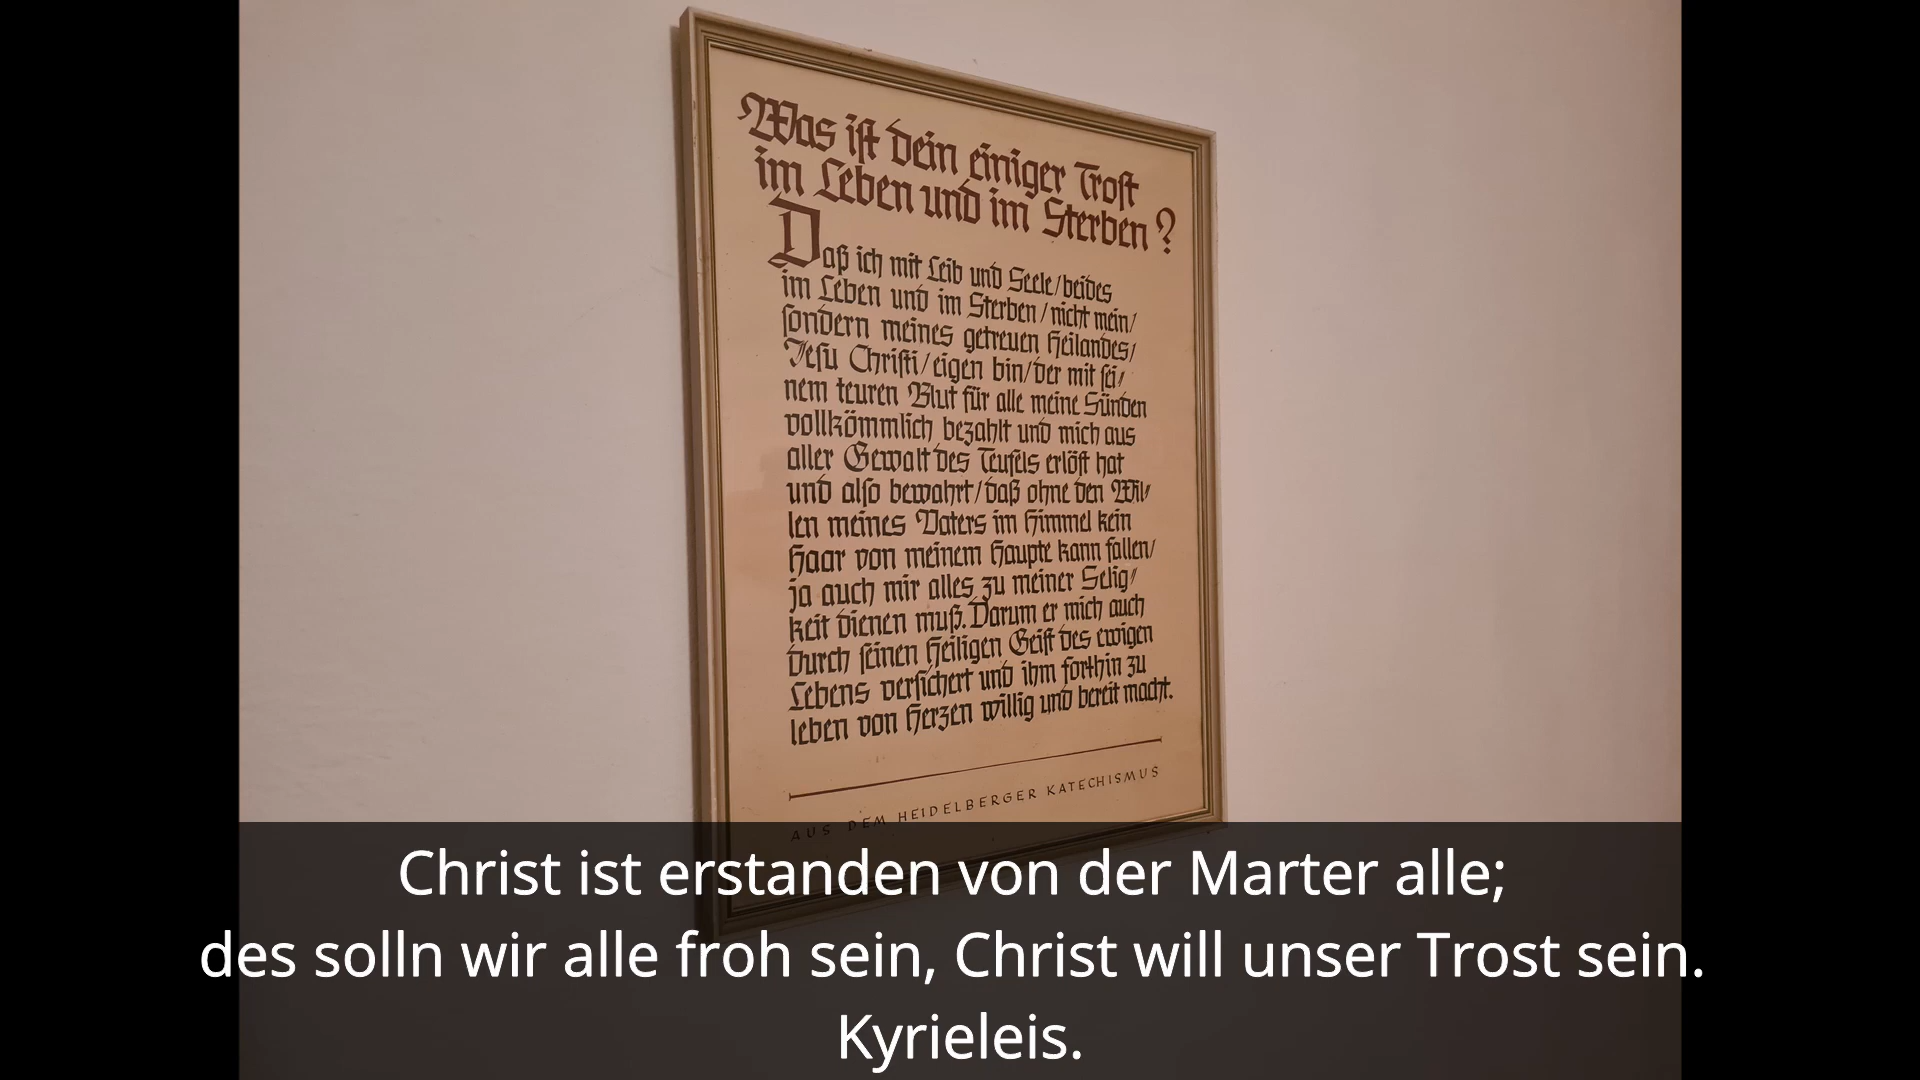 Was ist dein einiger Trost
im Leben und im Sterben?
Daß ich mit Leib und Seele/beides
im Leben und im Sterben/nicht mein/
sondern meines getreuen Heilandes/
Jesu Christi/eigen bin/der mit sei/
nem teuren Blut für alle meine Sünden
vollkömmlich bezahlt und mich aus
aller Gewalt des Teufels erlöst hat
und also bewahrt/daß ohne den Wil/
len meines Vaters im Himmel kein
Haar von meinem Haupte kann fallen/
ja auch mir alles zu meiner Selig/
keit dienen muß. Darum er mich auch
durch seinen Heiligen Geist des ewigen
Lebens versichert und ihm forthin zu
leben von Herzen willig und bereit macht.
AUS DEM HEIDELBERGER KATECHISMUS
Christ ist erstanden von der Marter alle;
des solln wir alle froh sein, Christ will unser Trost sein.
Kyrieleis.